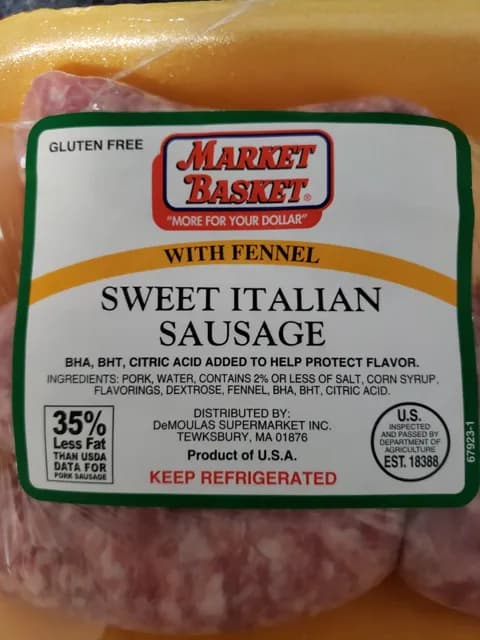 GLUTEN FREE
MARKET
BASKET®
"MORE FOR YOUR DOLLAR"
WITH FENNEL
SWEET ITALIAN
SAUSAGE
BHA, BHT, CITRIC ACID ADDED TO HELP PROTECT FLAVOR.
INGREDIENTS: PORK, WATER, CONTAINS 2% OR LESS OF SALT, CORN SYRUP,
FLAVORINGS, DEXTROSE, FENNEL, BHA, BHT, CITRIC ACID.
35%
Less Fat
THAN USDA
DATA FOR
PORK SAUSAGE
DISTRIBUTED BY:
DeMOULAS SUPERMARKET INC.
TEWKSBURY, MA 01876
Product of U.S.A.
KEEP REFRIGERATED
U.S.
INSPECTED
AND PASSED BY
DEPARTMENT OF
AGRICULTURE
EST. 18388
67923-1